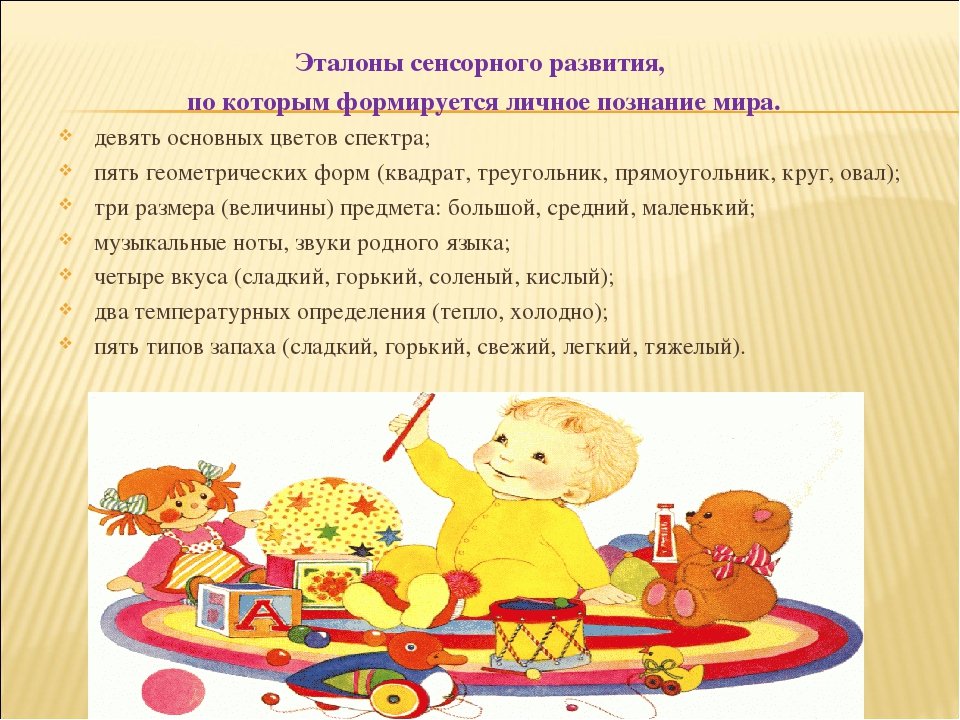 Эталоны сенсорного развития,
по которым формируется личное познание мира.
девять основных цветов спектра;
пять геометрических форм (квадрат, треугольник, прямоугольник, круг, овал);
три размера (величины) предмета: большой, средний, маленький;
музыкальные ноты, звуки родного языка;
четыре вкуса (сладкий, горький, соленый, кислый);
два температурных определения (тепло, холодно);
пять типов запаха (сладкий, горький, свежий, легкий, тяжелый).
Б А